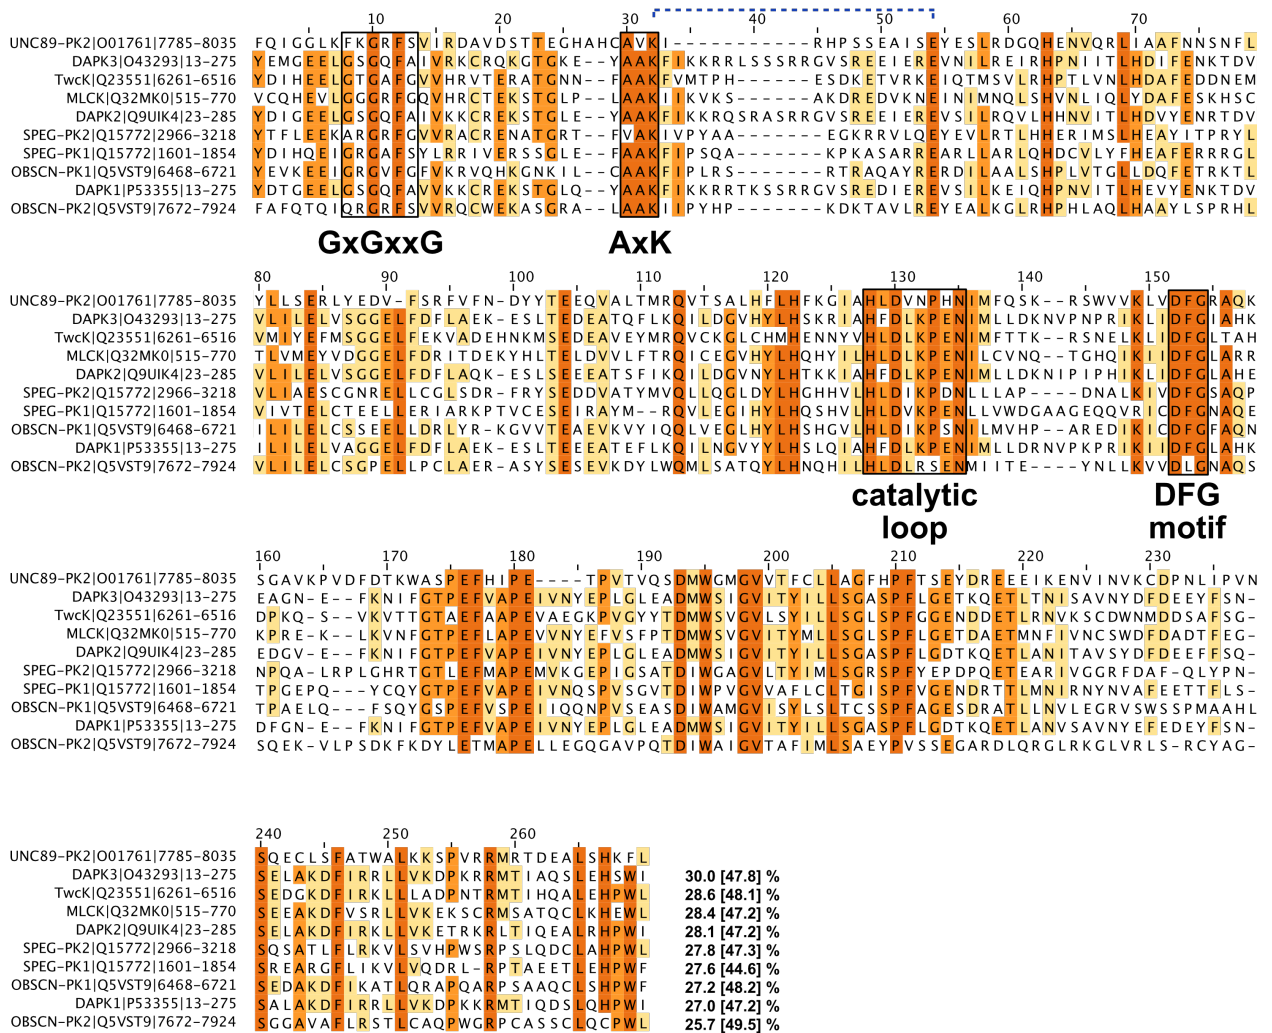 10 20 30 40 50 60 70
UNC89-PK2|O01761|7785-8035 FQIGGLKFKGRFSVIRDAVDSTTEGHAHCAVKI-----------RHPSSEAISEYESLRDGQHENVQRLIAAFNNSNFL
DAPK3|O43293|13-275 YEMGEELGSGQFAIVRKCRQKGTGKE--YAAKFIKKRRLSSSRRGVSREEIEREVNILREIRHPNIITLHDIFENKTDV
TwcK|Q23551|6261-6516 YDIHEELGTGAFGVVHRVTERATGNN--FAAKFVMTPH------ESDKETVRKEIQTMSVLRHPTLVNLHDAFEDDNEM
MLCK|Q32MK0|515-770 VCQHEVLGGGRFGQVHRCTEKSTGLP--LAAKIIKVKS------AKDREDVKNEINIMNQLSHVNLIQLYDAFESKHSC
DAPK2|Q9UIK4|23-285 YDIGEELGSGQFAIVKKCREKSTGLE--YAAKFIKKRQSRASRRGVSREEIEREVSILRQVLHHNVITLHDVYENRTDV
SPEG-PK2|Q15772|2966-3218 YTFLEEKARGRFGVVRACRENATGRT--FVAKIVPYAA-------EGKRRVLQEYEVLRTLHHERIMSLHEAYITPRYL
SPEG-PK1|Q15772|1601-1854 YDIHQEIGRGAFSYLRRIVERSSGLE--FAAKFIPSQA-------KPKASARREARLLARLQHDCVLYFHEAFERRRGL
OBSCN-PK1|Q5VST9|6468-6721 YEVKEEIGRGVFGFVKRVQHKGNKIL--CAAKFIPLRS-------RTRAQAYRERDILAALSHPLVTGLLDQFETRKTL
DAPK1|P53355|13-275 YDTGEELGSGQFAVVKKCREKSTGLQ--YAAKFIKKRRTKSSRRGVSREDIEREVSILKEIQHPNVITLHEVYENKTDV
OBSCN-PK2|Q5VST9|7672-7924 FAFQTQIQRGRFSVVRQCWEKASGRA--LAAKIIPYHP-------KDKTAVLREYEALKGLRHPHLAQLHAAYLSPRHL
GxGxxG AxK
80 90 100 110 120 130 140 150
UNC89-PK2|O01761|7785-8035 YLLSERLYEDV-FSRFVFN-DYYTEEQVALTMRQVTSALHFLHFKGIAHLDVNPHNIMFQSK--RSWVVKLVDFGRAQK
DAPK3|O43293|13-275 VLILELVSGGELFDFLAEK-ESLTEDEATQFLKQILDGVHYLHSKRIAHFDLKPENIMLLDKNVPNPRIKLIDFGIAHK
TwcK|Q23551|6261-6516 VMIYEFMSGGELFEKVADEHNKMSEDEAVEYMRQVCKGLCHMHENNYVHLDLKPENIMFTTK--RSNELKLIDFGLTAH
MLCK|Q32MK0|515-770 TLVMEYVDGGELFDRITDEKYHLTELDVVLFTRQICEGVHYLHQHYILHLDLKPENILCVNQ--TGHQIKIIDFGLARR
DAPK2|Q9UIK4|23-285 VLILELVSGGELFDFLAQK-ESLSEEEATSFIKQILDGVNYLHTKKIAHFDLKPENIMLLDKNIPIPHIKLIDFGLAHE
SPEG-PK2|Q15772|2966-3218 VLIAESCGNRELLCGLSDR-FRYSEDDVATYMVQLLQGLDYLHGHHVLHLDIKPDNLLLAP----DNALKIVDFGSAQP
SPEG-PK1|Q15772|1601-1854 VIVTELCTEELLERIARKPTVCESEIRAYM--RQVLEGIHYLHQSHVLHLDVKPENLLVWDGAAGEQQVRICDFGNAQE
OBSCN-PK1|Q5VST9|6468-6721 ILILELCSSEELLDRLYR-KGVVTEAEVKVYIQQLVEGLHYLHSHGVLHLDIKPSNILMVHP--AREDIKICDFGFAQN
DAPK1|P53355|13-275 ILILELVAGGELFDFLAEK-ESLTEEEATEFLKQILNGVYYLHSLQIAHFDLKPENIMLLDRNVPKPRIKIIDFGLAHK
OBSCN-PK2|Q5VST9|7672-7924 VLILELCSGPELLPCLAER-ASYSESEVKDYLWQMLSATQYLHNQHILHLDLRSENMIITE----YNLLKVVDLGNAQS
catalytic DFG
loop motif
160 170 180 190 200 210 220 230
UNC89-PK2|O01761|7785-8035 SGAVKPVDFDTKWASPEFHIPE----TPVTVQSDMWGMGVVTFCLLAGFHPFTSEYDREEEIKENVINVKCDPNLIPVN
DAPK3|O43293|13-275 EAGN-E--FKNIFGTPEFVAPEIVNYEPLGLEADMWSIGVITYILLSGASPFLGETKQETLTNISAVNYDFDEEYFSN-
TwcK|Q23551|6261-6516 DPKQ-S--VKVTTGTAEFAAPEVAEGKPVGYYTDMWSVGVLSYILLSGLSPFGGENDDETLRNVKSCDWNMDDSAFSG-
MLCK|Q32MK0|515-770 KPRE-K--LKVNFGTPEFLAPEVVNYEFVSFPTDMWSVGVITYMLLSGLSPFLGETDAETMNFIVNCSWDFDADTFEG-
DAPK2|Q9UIK4|23-285 EDGV-E--FKNIFGTPEFVAPEIVNYEPLGLEADMWSIGVITYILLSGASPFLGDTKQETLANITAVSYDFDEEFFSQ-
SPEG-PK2|Q15772|2966-3218 NPQA-LRPLGHRTGTLEFMAPEMVKGEPIGSATDIWGAGVLTYIMLSGRSPFYEPDPQETEARIVGGRFDAF-QLYPN-
SPEG-PK1|Q15772|1601-1854 TPGEPQ---YCQYGTPEFVAPEIVNQSPVSGVTDIWPVGVVAFLCLTGISPFVGENDRTTLMNIRNYNVAFEETTFLS-
OBSCN-PK1|Q5VST9|6468-6721 TPAELQ---FSQYGSPEFVSPEIIQQNPVSEASDIWAMGVISYLSLTCSSPFAGESDRATLLNVLEGRVSWSSPMAAHL
DAPK1|P53355|13-275 DFGN-E--FKNIFGTPEFVAPEIVNYEPLGLEADMWSIGVITYILLSGASPFLGDTKQETLANVSAVNYEFEDEYFSN-
OBSCN-PK2|Q5VST9|7672-7924 SQEK-VLPSDKFKDYLETMAPELLEGQGAVPQTDIWAIGVTAFIMLSAEYPVSSEGARDLQRGLRKGLVRLS-RCYAG-
240 250 260
UNC89-PK2|O01761|7785-8035 SQECLSFATWALKKSPVRRMRTDEALSHKFL
DAPK3|O43293|13-275 SELAKDFIRRLLVKDPKRRMTIAQSLEHSWI 30.0 [47.8] %
TwcK|Q23551|6261-6516 SEDGKDFIRKLLLADPNTRMTIHQALEHPWL 28.6 [48.1] %
MLCK|Q32MK0|515-770 SEEAKDFVSRLLVKEKSCRMSATQCLKHEWL 28.4 [47.2] %
DAPK2|Q9UIK4|23-285 SELAKDFIRKLLVKETRKRLTIQEALRHPWI 28.1 [47.2] %
SPEG-PK2|Q15772|2966-3218 SQSATLFLRKVLSVHPWSRPSLQDCLAHPWL 27.8 [47.3] %
SPEG-PK1|Q15772|1601-1854 SREARGFLIKVLVQDRL-RPTAEETLEHPWF 27.6 [44.6] %
OBSCN-PK1|Q5VST9|6468-6721 SEDAKDFIKATLQRAPQARPSAAQCLSHPWF 27.2 [48.2] %
DAPK1|P53355|13-275 SALAKDFIRRLLVKDPKKRMTIQDSLQHPWI 27.0 [47.2] %
OBSCN-PK2|Q5VST9|7672-7924 SGGAVAFLRSTLCAQPWGRPCASSCLQCPWL 25.7 [49.5] %